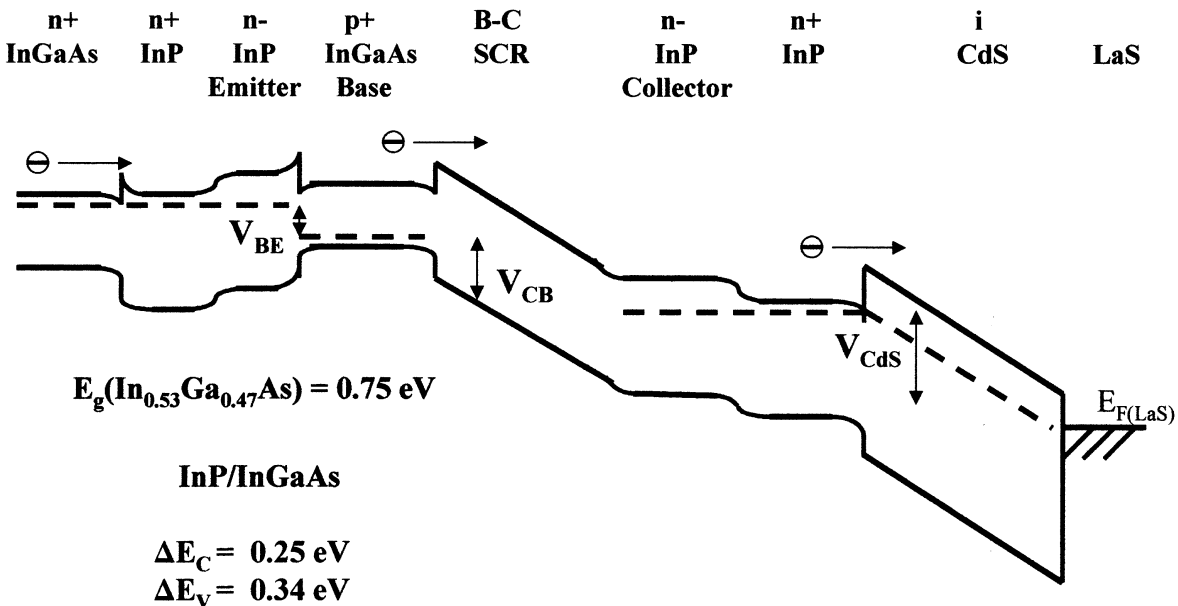 n+ n+ n- p+ B-C n- n+ i
InGaAs InP InP InGaAs SCR InP InP CdS LaS
Emitter Base Collector
V_BE
V_CB
V_CdS
E_F(LaS)
E_g(In_0.53Ga_0.47As) = 0.75 eV
InP/InGaAs
ΔE_C = 0.25 eV
ΔE_V = 0.34 eV